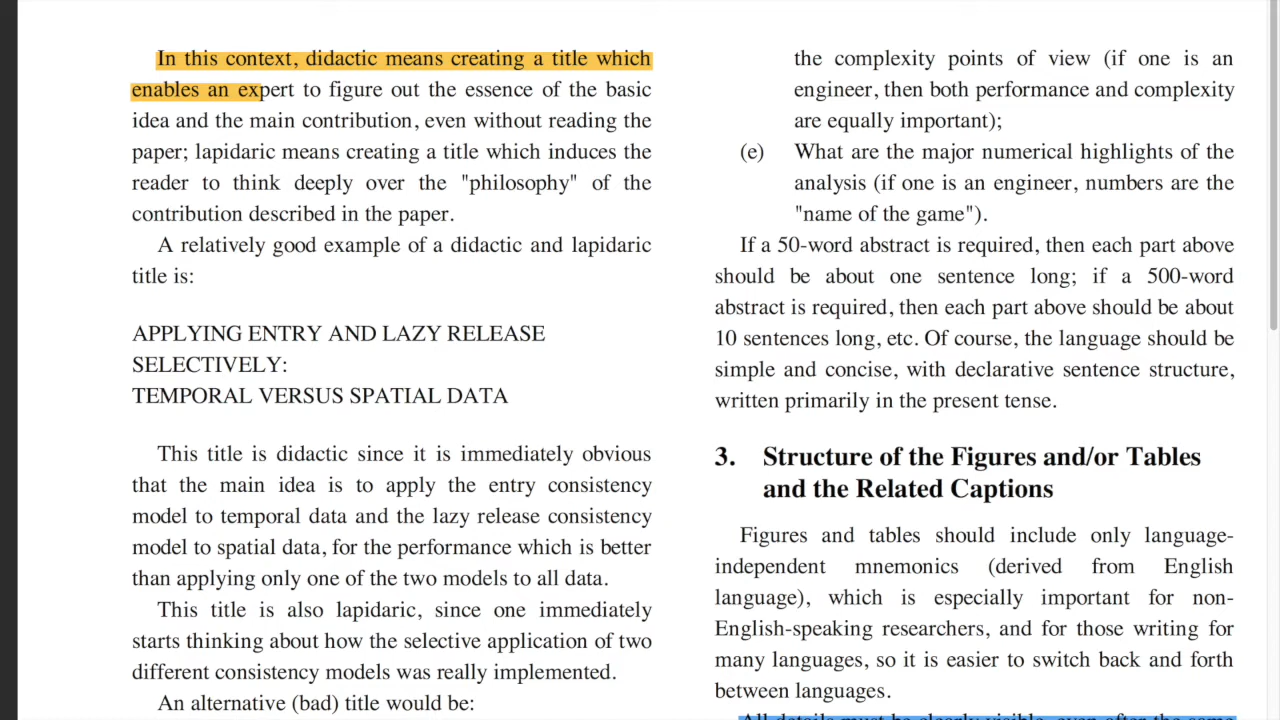 In this context, didactic means creating a title which
enables an expert to figure out the essence of the basic
idea and the main contribution, even without reading the
paper; lapidaric means creating a title which induces the
reader to think deeply over the "philosophy" of the
contribution described in the paper.
A relatively good example of a didactic and lapidaric
title is:
APPLYING ENTRY AND LAZY RELEASE
SELECTIVELY:
TEMPORAL VERSUS SPATIAL DATA
This title is didactic since it is immediately obvious
that the main idea is to apply the entry consistency
model to temporal data and the lazy release consistency
model to spatial data, for the performance which is better
than applying only one of the two models to all data.
This title is also lapidaric, since one immediately
starts thinking about how the selective application of two
different consistency models was really implemented.
An alternative (bad) title would be:
the complexity points of view (if one is an
engineer, then both performance and complexity
are equally important);
(e) What are the major numerical highlights of the
analysis (if one is an engineer, numbers are the
"name of the game").
If a 50-word abstract is required, then each part above
should be about one sentence long; if a 500-word
abstract is required, then each part above should be about
10 sentences long, etc. Of course, the language should be
simple and concise, with declarative sentence structure,
written primarily in the present tense.
3. Structure of the Figures and/or Tables
and the Related Captions
Figures and tables should include only language-
independent mnemonics (derived from English
language), which is especially important for non-
English-speaking researchers, and for those writing for
many languages, so it is easier to switch back and forth
between languages.
All details must be clearly visible, even after the same